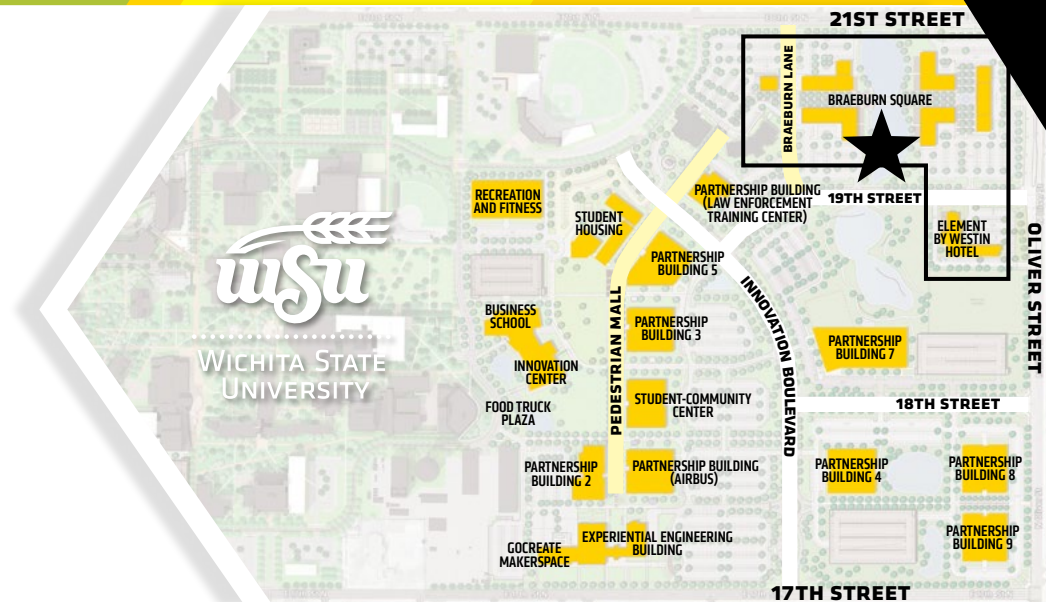 21ST STREET
BRAEBURN LANE
BRAEBURN SQUARE
PARTNERSHIP BUILDING
(LAW ENFORCEMENT
TRAINING CENTER)
19TH STREET
RECREATION
AND FITNESS
STUDENT
HOUSING
ELEMENT
BY WESTIN
HOTEL
OLIVER STREET
wsu
WICHITA STATE
UNIVERSITY
PARTNERSHIP
BUILDING 5
PEDESTRIAN MALL
INNOVATION BOULEVARD
BUSINESS
SCHOOL
PARTNERSHIP
BUILDING 3
PARTNERSHIP
BUILDING 7
INNOVATION
CENTER
FOOD TRUCK
PLAZA
STUDENT-COMMUNITY
CENTER
18TH STREET
PARTNERSHIP
BUILDING 2
PARTNERSHIP BUILDING
(AIRBUS)
PARTNERSHIP
BUILDING 4
PARTNERSHIP
BUILDING 8
GOCREATE
MAKERSPACE
EXPERIENTIAL ENGINEERING
BUILDING
PARTNERSHIP
BUILDING 9
17TH STREET